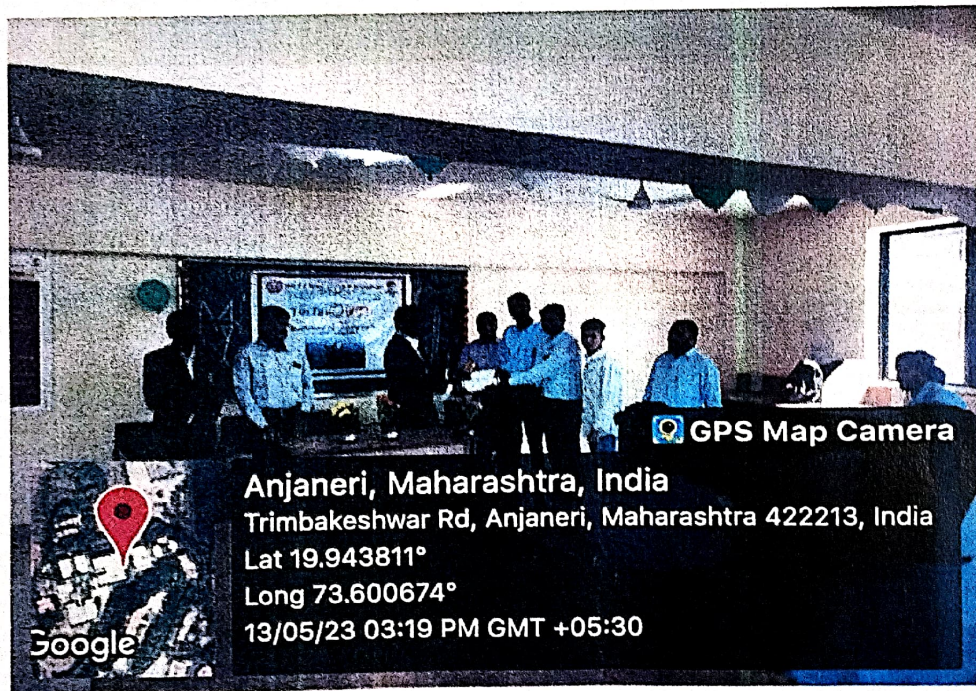 GPS Map Camera
Anjaneri, Maharashtra, India
Trimbakeshwar Rd, Anjaneri, Maharashtra 422213, India
Lat 19.943811°
Long 73.600674°
13/05/23 03:19 PM GMT +05:30
Google